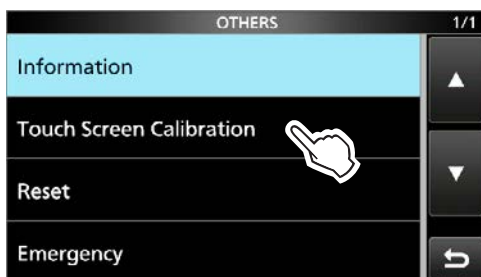 OTHERS 1/1
Information
Touch Screen Calibration
Reset
Emergency